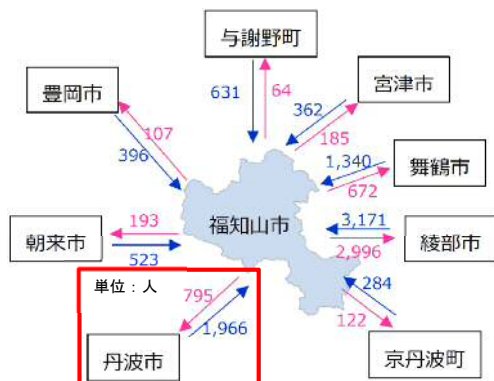 与謝野町
631
64
豊岡市
宮津市
362
185
107
396
舞鶴市
1,340
672
福知山市
193
朝来市
523
3,171
2,996
綾部市
単位：人
795
1,966
丹波市
284
122
京丹波町